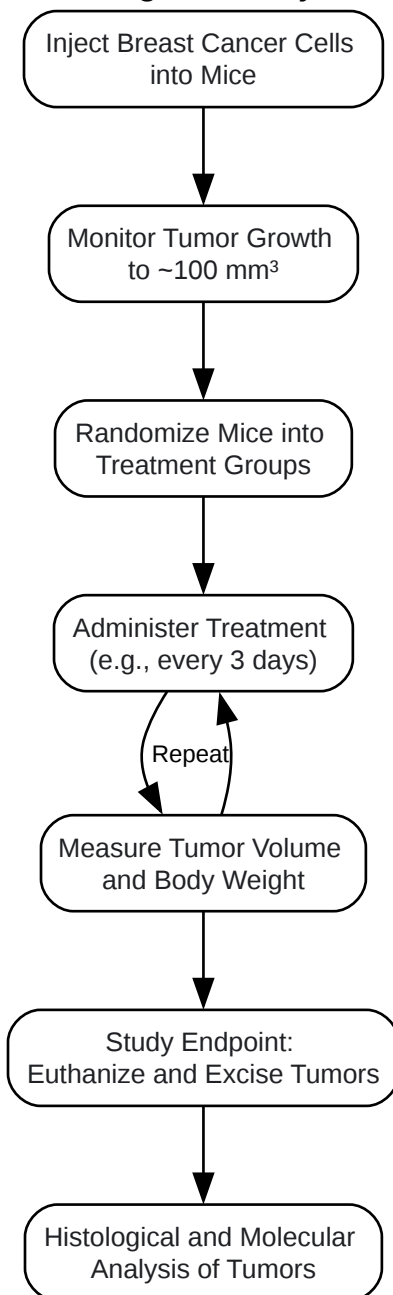 Inject Breast Cancer Cells
into Mice
Monitor Tumor Growth
to ~100 mm³
Randomize Mice into
Treatment Groups
Administer Treatment
(e.g., every 3 days)
Repeat
Measure Tumor Volume
and Body Weight
Study Endpoint:
Euthanize and Excise Tumors
Histological and Molecular
Analysis of Tumors